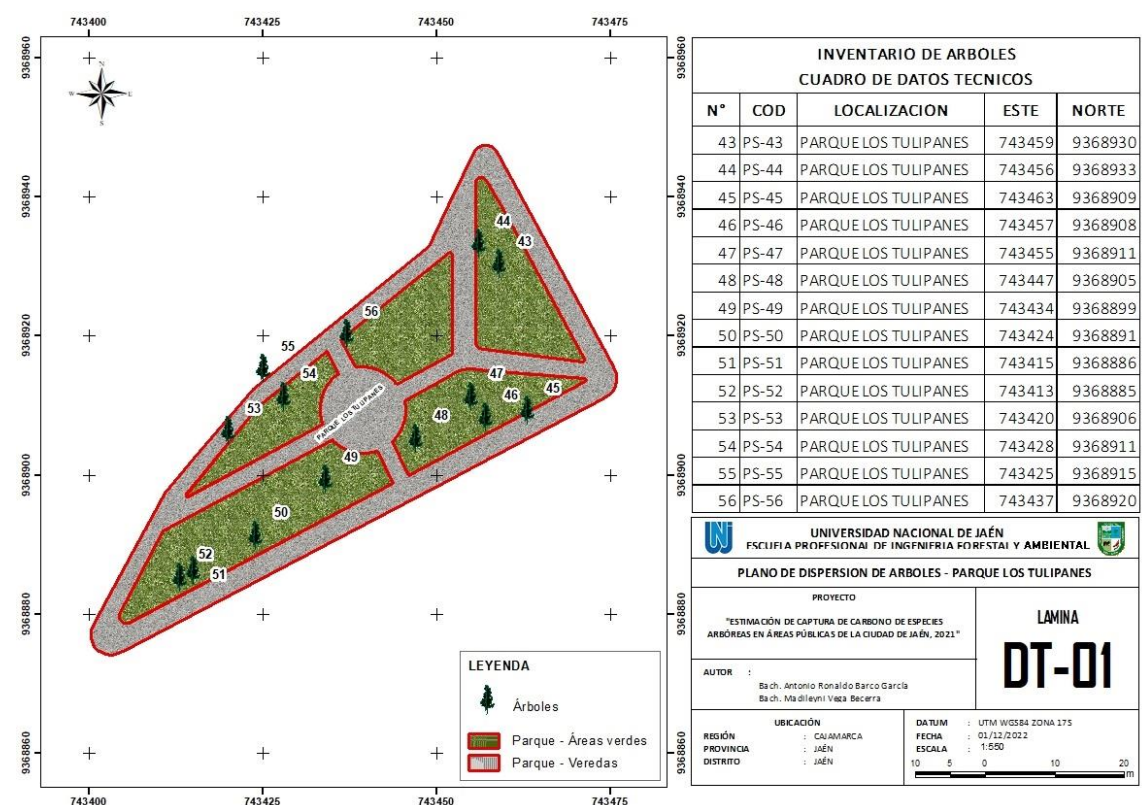 743400 743425 743450 743475
9368960 9368960
N
W E
S
9368940 9368940
44
43
56
9368920 9368920
55
54
47
53
46
45
48
PARQUE LOS TULIPANES
49
9368900 9368900
50
52
51
9368880 9368880
LEYENDA
Árboles
Parque - Áreas verdes
Parque - Veredas
9368860 9368860
743400 743425 743450 743475
INVENTARIO DE ARBOLES
CUADRO DE DATOS TECNICOS
N° COD LOCALIZACION ESTE NORTE
43 PS-43 PARQUE LOS TULIPANES 743459 9368930
44 PS-44 PARQUE LOS TULIPANES 743456 9368933
45 PS-45 PARQUE LOS TULIPANES 743463 9368909
46 PS-46 PARQUE LOS TULIPANES 743457 9368908
47 PS-47 PARQUE LOS TULIPANES 743455 9368911
48 PS-48 PARQUE LOS TULIPANES 743447 9368905
49 PS-49 PARQUE LOS TULIPANES 743434 9368899
50 PS-50 PARQUE LOS TULIPANES 743424 9368891
51 PS-51 PARQUE LOS TULIPANES 743415 9368886
52 PS-52 PARQUE LOS TULIPANES 743413 9368885
53 PS-53 PARQUE LOS TULIPANES 743420 9368906
54 PS-54 PARQUE LOS TULIPANES 743428 9368911
55 PS-55 PARQUE LOS TULIPANES 743425 9368915
56 PS-56 PARQUE LOS TULIPANES 743437 9368920
UNJ
UNIVERSIDAD NACIONAL DE JAÉN
ESCUELA PROFESIONAL DE INGENIERIA FORESTAL Y AMBIENTAL
PLANO DE DISPERSION DE ARBOLES - PARQUE LOS TULIPANES
PROYECTO
"ESTIMACIÓN DE CAPTURA DE CARBONO DE ESPECIES
ARBÓREAS EN ÁREAS PÚBLICAS DE LA CIUDAD DE JAÉN, 2021"
LAMINA
DT-01
AUTOR :
Bach. Antonio Ronaldo Barco García
Bach. Madileyni Vega Becerra
UBICACIÓN
REGIÓN : CAJAMARCA
PROVINCIA : JAÉN
DISTRITO : JAÉN
DATUM : UTM WGS84 ZONA 17S
FECHA : 01/12/2022
ESCALA : 1:550
10 5 0 10 20
m